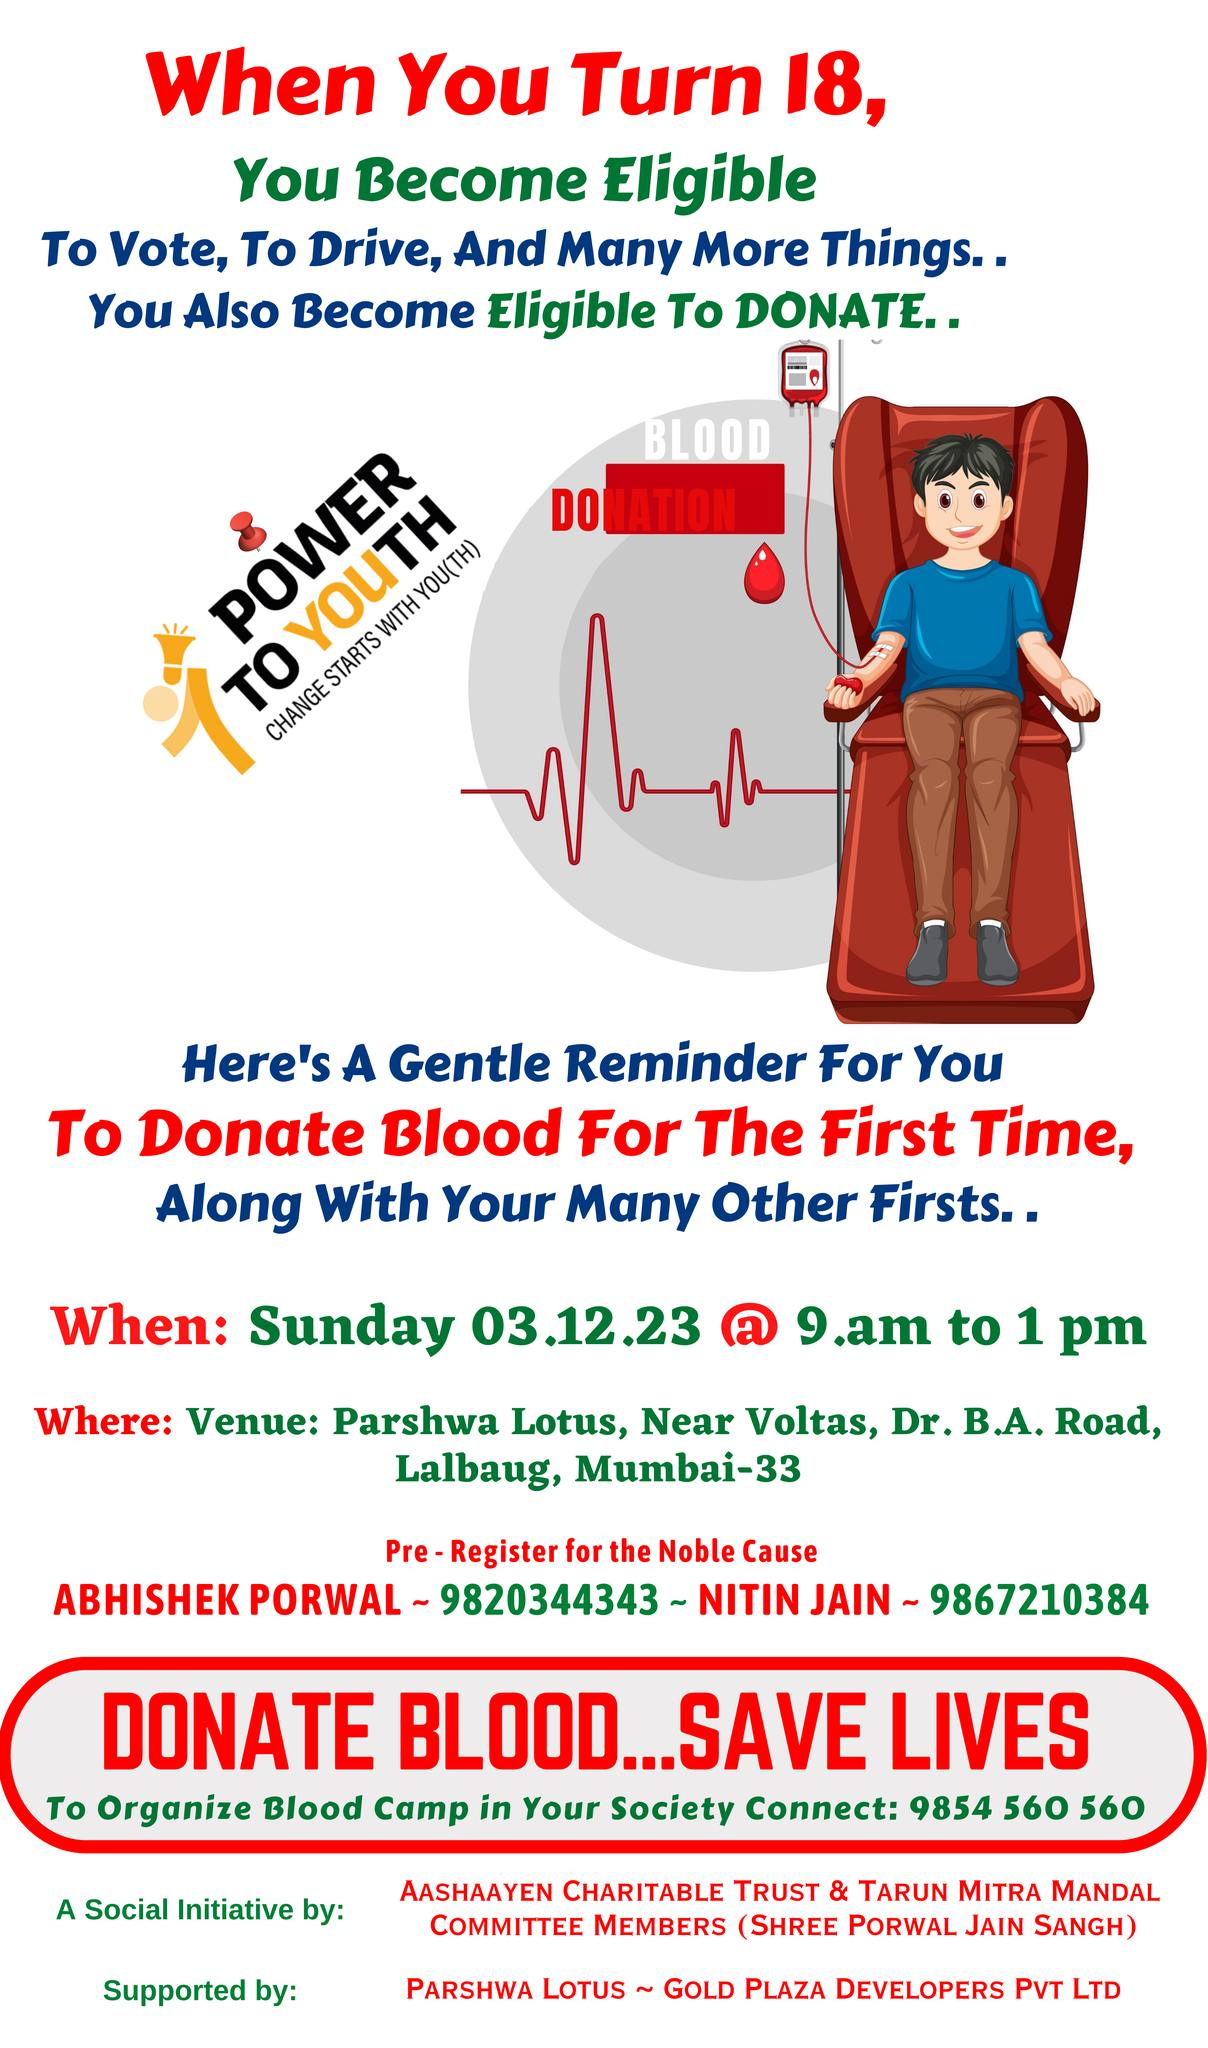 When You Turn 18,
You Become Eligible
To Vote, To Drive, And Many More Things. .
You Also Become Eligible To DONATE. .
BLOOD
DONATION
POWER
TO YOUTH
CHANGE STARTS WITH YOU(TH)
Here's A Gentle Reminder For You
To Donate Blood For The First Time,
Along With Your Many Other Firsts. .
When: Sunday 03.12.23 @ 9.am to 1 pm
Where: Venue: Parshwa Lotus, Near Voltas, Dr. B.A. Road,
Lalbaug, Mumbai-33
Pre - Register for the Noble Cause
ABHISHEK PORWAL ~ 9820344343 ~ NITIN JAIN ~ 9867210384
DONATE BLOOD...SAVE LIVES
To Organize Blood Camp in Your Society Connect: 9854 560 560
A Social Initiative by:
AASHAAYEN CHARITABLE TRUST & TARUN MITRA MANDAL
COMMITTEE MEMBERS (SHREE PORWAL JAIN SANGH)
Supported by:
PARSHWA LOTUS ~ GOLD PLAZA DEVELOPERS PVT LTD